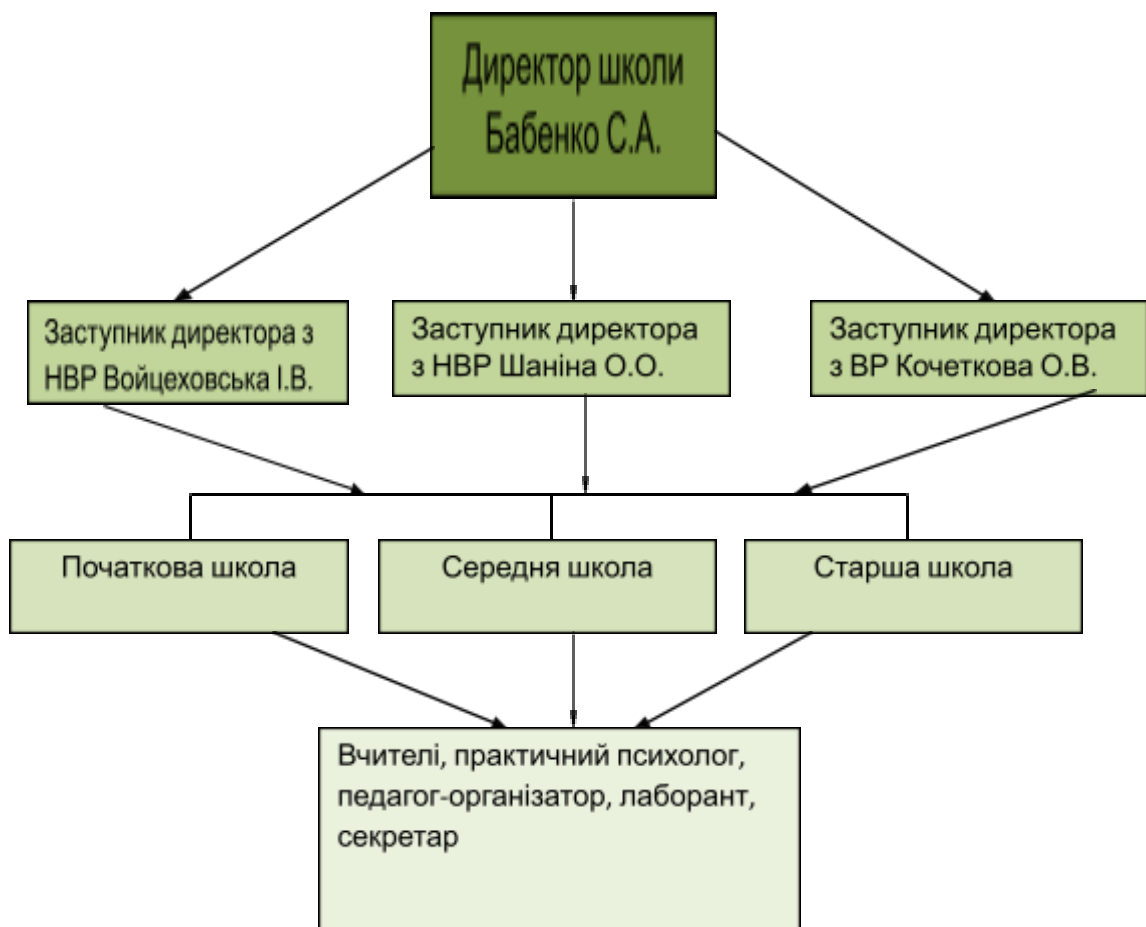 Директор школи
Бабенко С.А.
Заступник директора з
НВР Войцеховська І.В.
Заступник директора
з НВР Шаніна О.О.
Заступник директора
з ВР Кочеткова О.В.
Початкова школа
Середня школа
Старша школа
Вчителі, практичний психолог,
педагог-організатор, лаборант,
секретар